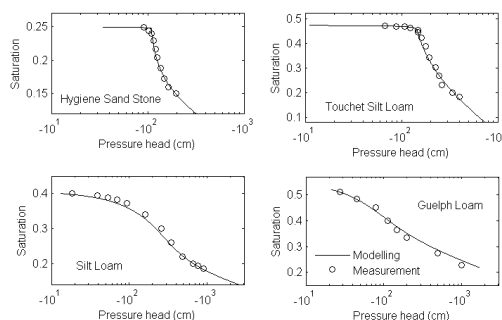 0.25
0.2
0.15
Saturation
Hygiene Sand Stone
-10^1
-10^2
-10^3
Pressure head (cm)
0.5
0.4
0.3
0.2
0.1
Saturation
Touchet Silt Loam
-10^1
-10^2
-10^3
Pressure head (cm)
0.4
0.3
0.2
Saturation
Silt Loam
-10^1
-10^2
-10^3
Pressure head (cm)
0.5
0.4
0.3
0.2
Saturation
Guelph Loam
Modelling
Measurement
-10^1
-10^2
-10^3
Pressure head (cm)